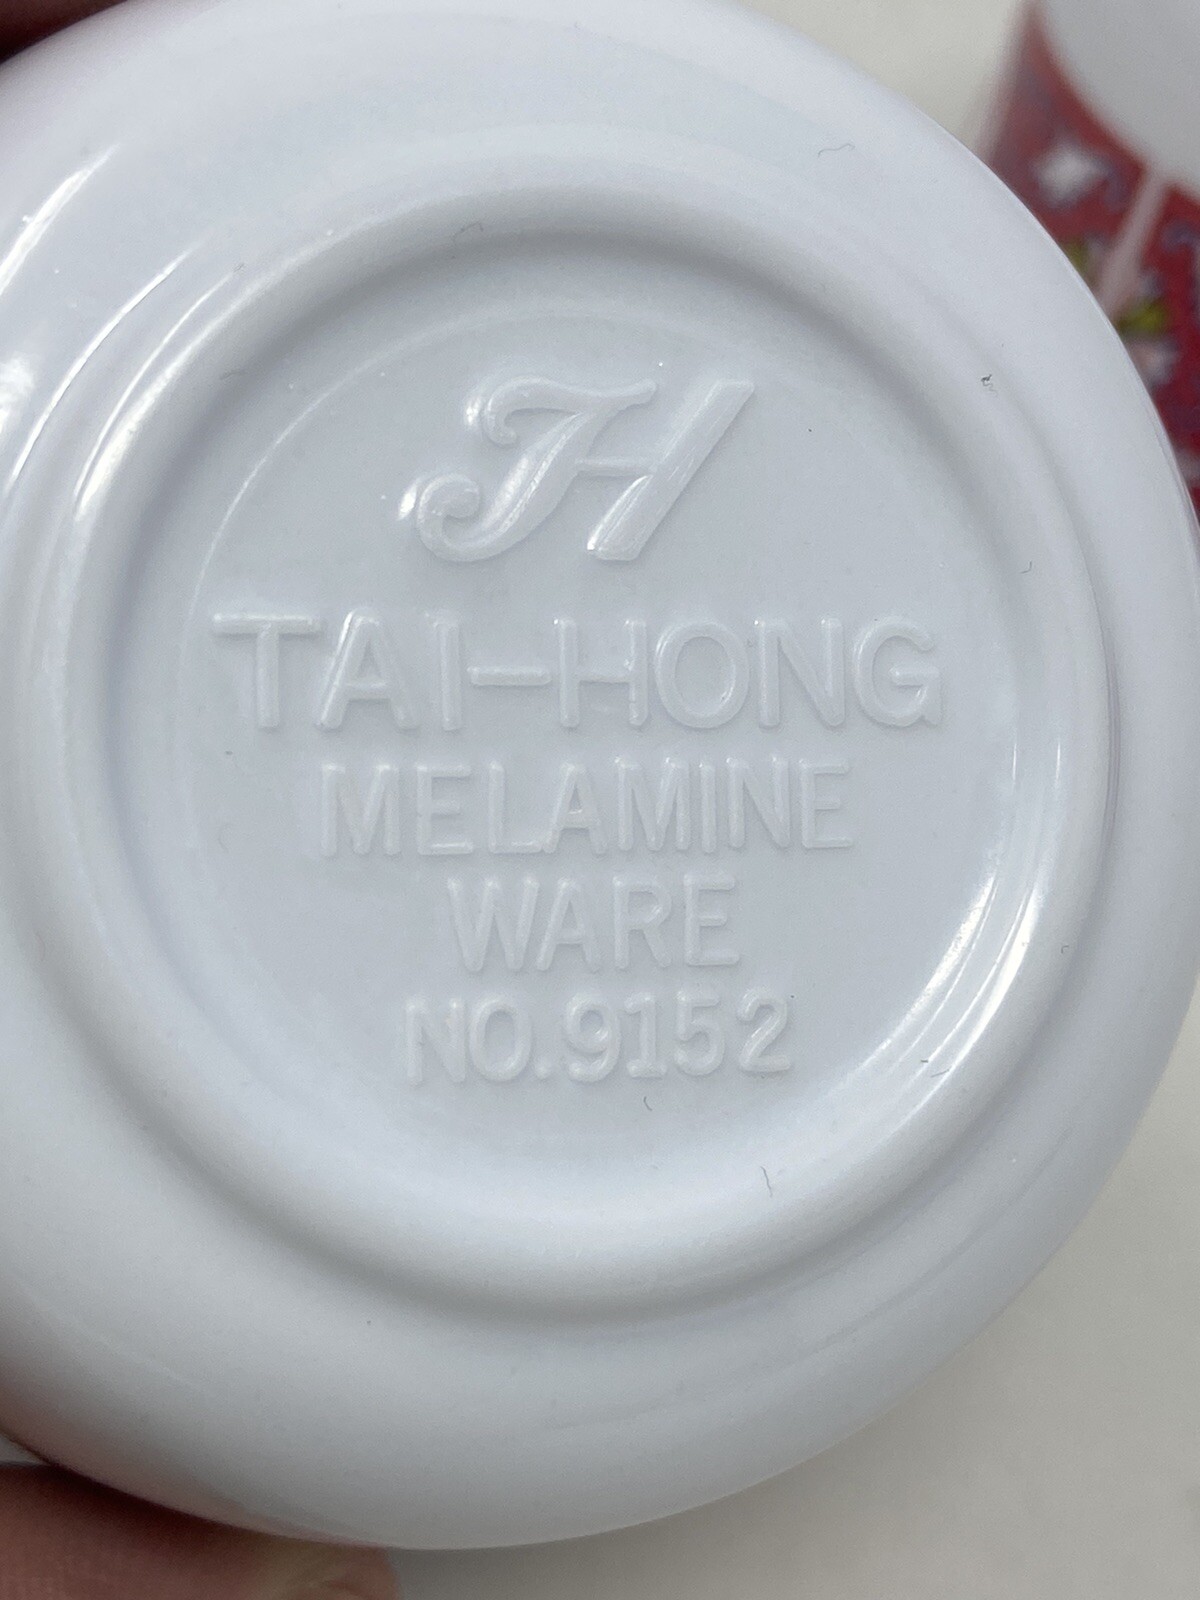 TH
TAI-HONG
MELAMINE
WARE
NO.9152